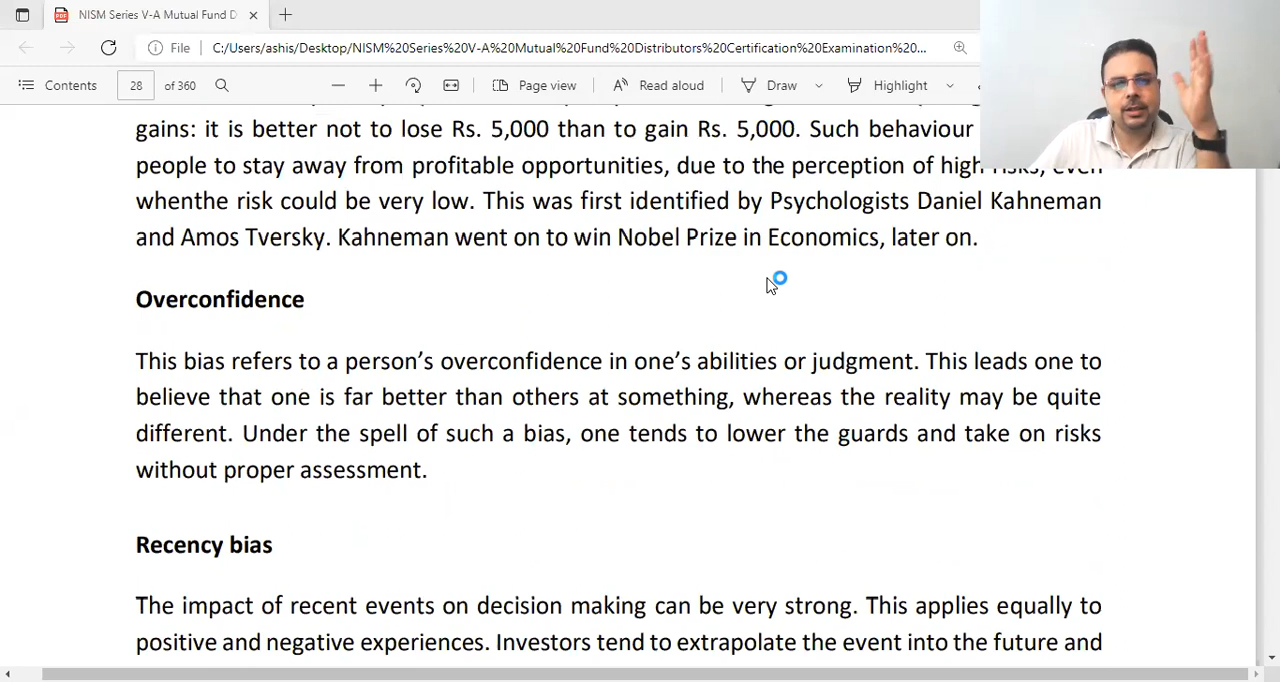 NISM Series V-A Mutual Fund D
File C:/Users/ashis/Desktop/NISM%20Series%20V-A%20Mutual%20Fund%20Distributors%20Certification%20Examination%20...
Contents 28 of 360 Page view Read aloud Draw Highlight
gains: it is better not to lose Rs. 5,000 than to gain Rs. 5,000. Such behaviour
people to stay away from profitable opportunities, due to the perception of high risks, even
whenthe risk could be very low. This was first identified by Psychologists Daniel Kahneman
and Amos Tversky. Kahneman went on to win Nobel Prize in Economics, later on.
Overconfidence
This bias refers to a person's overconfidence in one's abilities or judgment. This leads one to
believe that one is far better than others at something, whereas the reality may be quite
different. Under the spell of such a bias, one tends to lower the guards and take on risks
without proper assessment.
Recency bias
The impact of recent events on decision making can be very strong. This applies equally to
positive and negative experiences. Investors tend to extrapolate the event into the future and